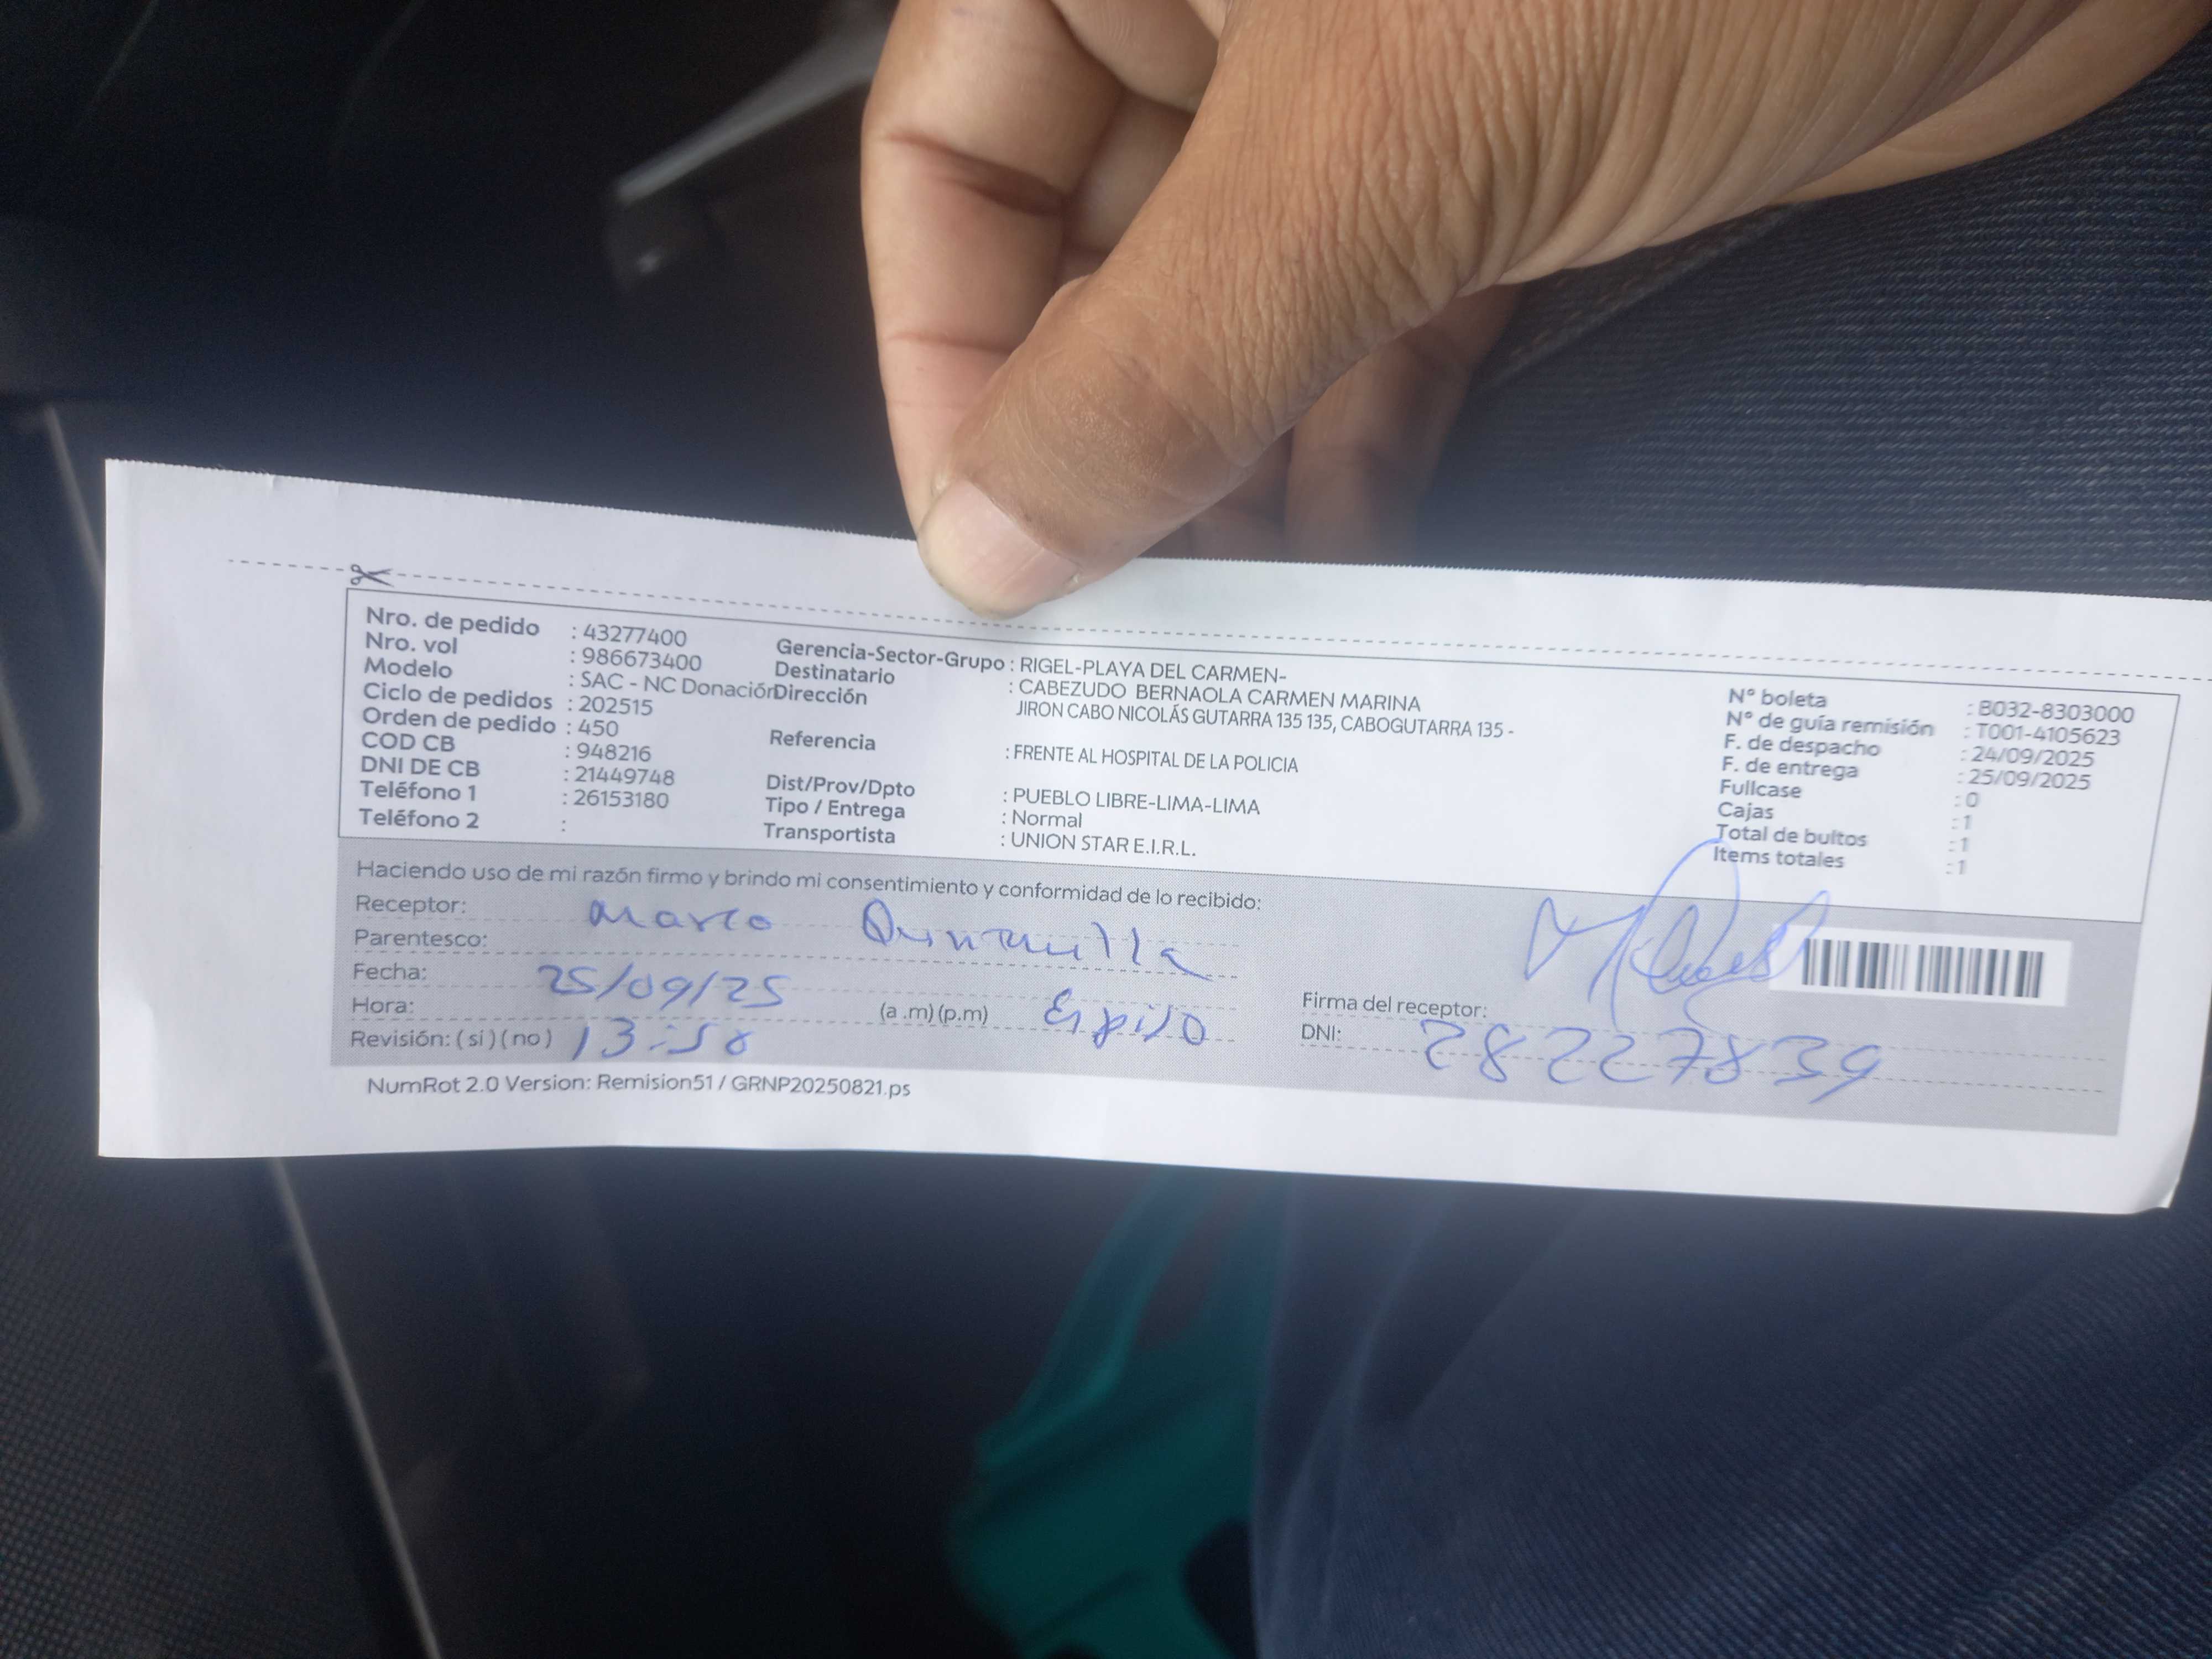 Nro. de pedido : 43277400
Nro. vol : 986673400
Modelo : SAC - NC Donación
Ciclo de pedidos : 202515
Orden de pedido : 450
COD CB : 948216
DNI DE CB : 21449748
Teléfono 1 : 26153180
Teléfono 2 :
Gerencia-Sector-Grupo : RIGEL-PLAYA DEL CARMEN-
Destinatario : CABEZUDO BERNAOLA CARMEN MARINA
Dirección JIRON CABO NICOLÁS GUTARRA 135 135, CABOGUTARRA 135 -
Referencia : FRENTE AL HOSPITAL DE LA POLICIA
Dist/Prov/Dpto : PUEBLO LIBRE-LIMA-LIMA
Tipo / Entrega : Normal
Transportista : UNION STAR E.I.R.L.
N° boleta : B032-8303000
N° de guía remisión : T001-4105623
F. de despacho : 24/09/2025
F. de entrega : 25/09/2025
Fullcase : 0
Cajas : 1
Total de bultos : 1
Items totales : 1
Haciendo uso de mi razón firmo y brindo mi consentimiento y conformidad de lo recibido:
Receptor: Marco Quintanilla
Parentesco:
Fecha: 25/09/25
Hora: (a .m) (p.m) Esposo
Revisión: ( si ) ( no ) 13:50
Firma del receptor:
DNI: 28227839
NumRot 2.0 Version: Remision51 / GRNP20250821.ps